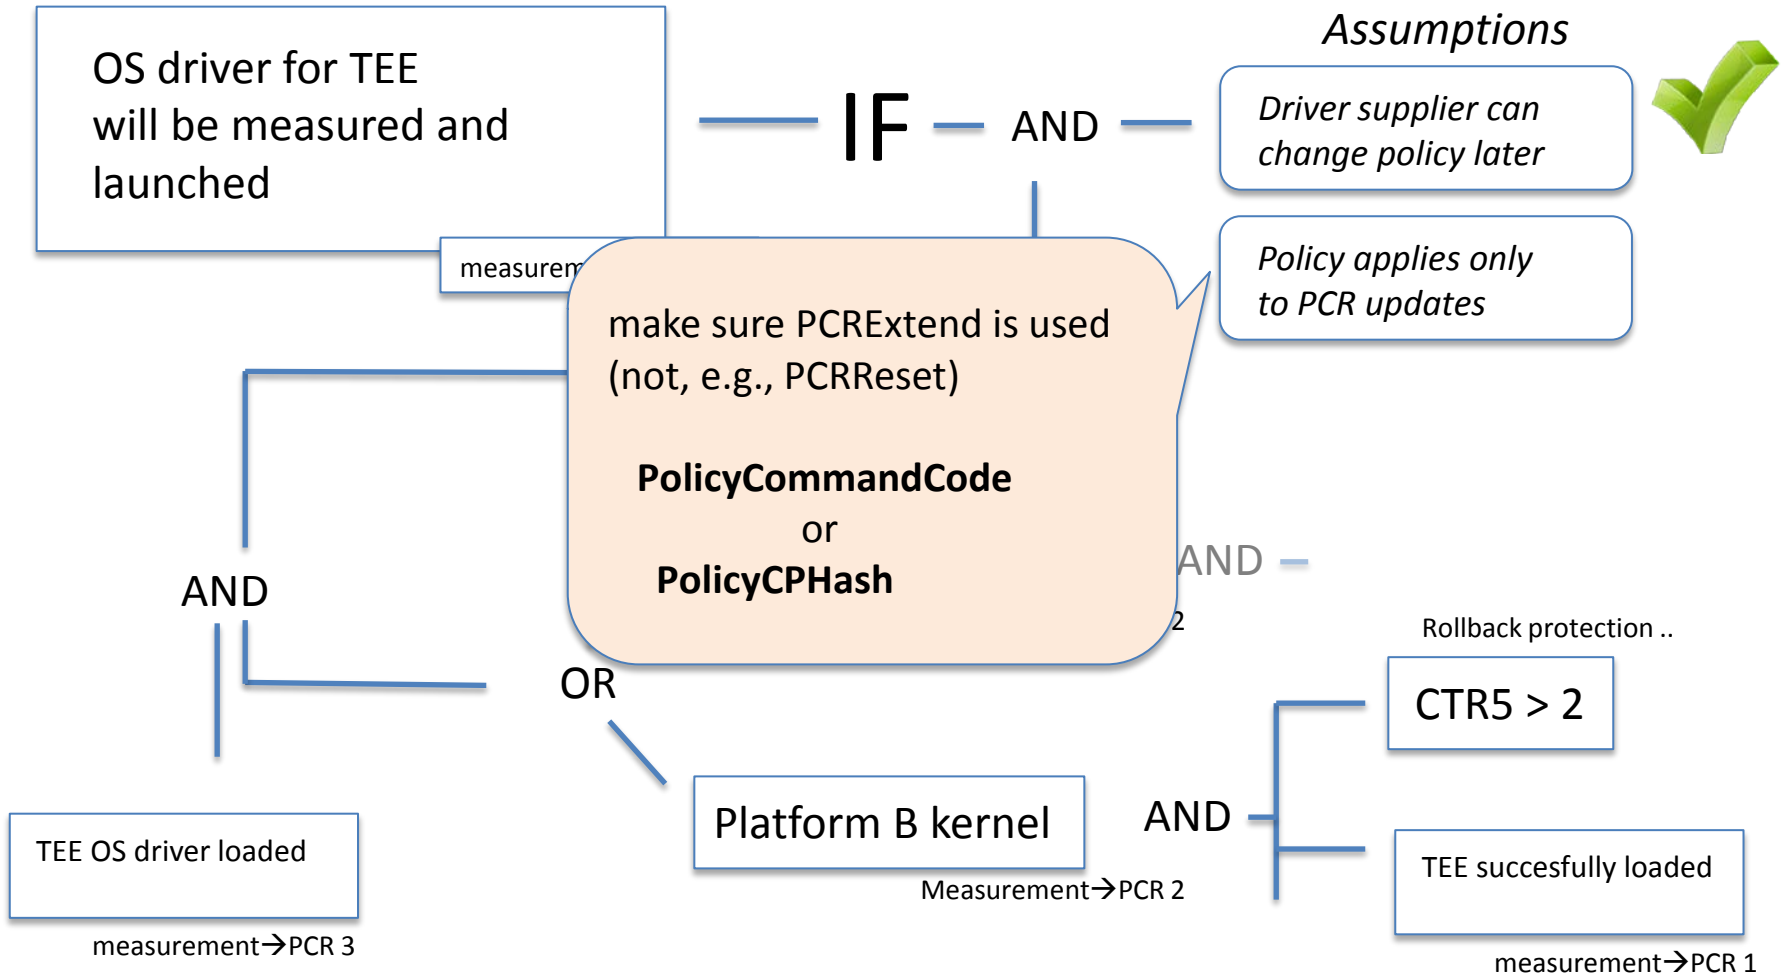 Assumptions
OS driver for TEE
will be measured and
launched
IF
AND
Driver supplier can
change policy later
Policy applies only
to PCR updates
make sure PCRExtend is used
(not, e.g., PCRReset)
PolicyCommandCode
or
PolicyCPHash
AND
2
AND
OR
Rollback protection ..
CTR5 > 2
Platform B kernel
AND
Measurement→PCR 2
TEE OS driver loaded
measurement→PCR 3
TEE succesfully loaded
measurement→PCR 1